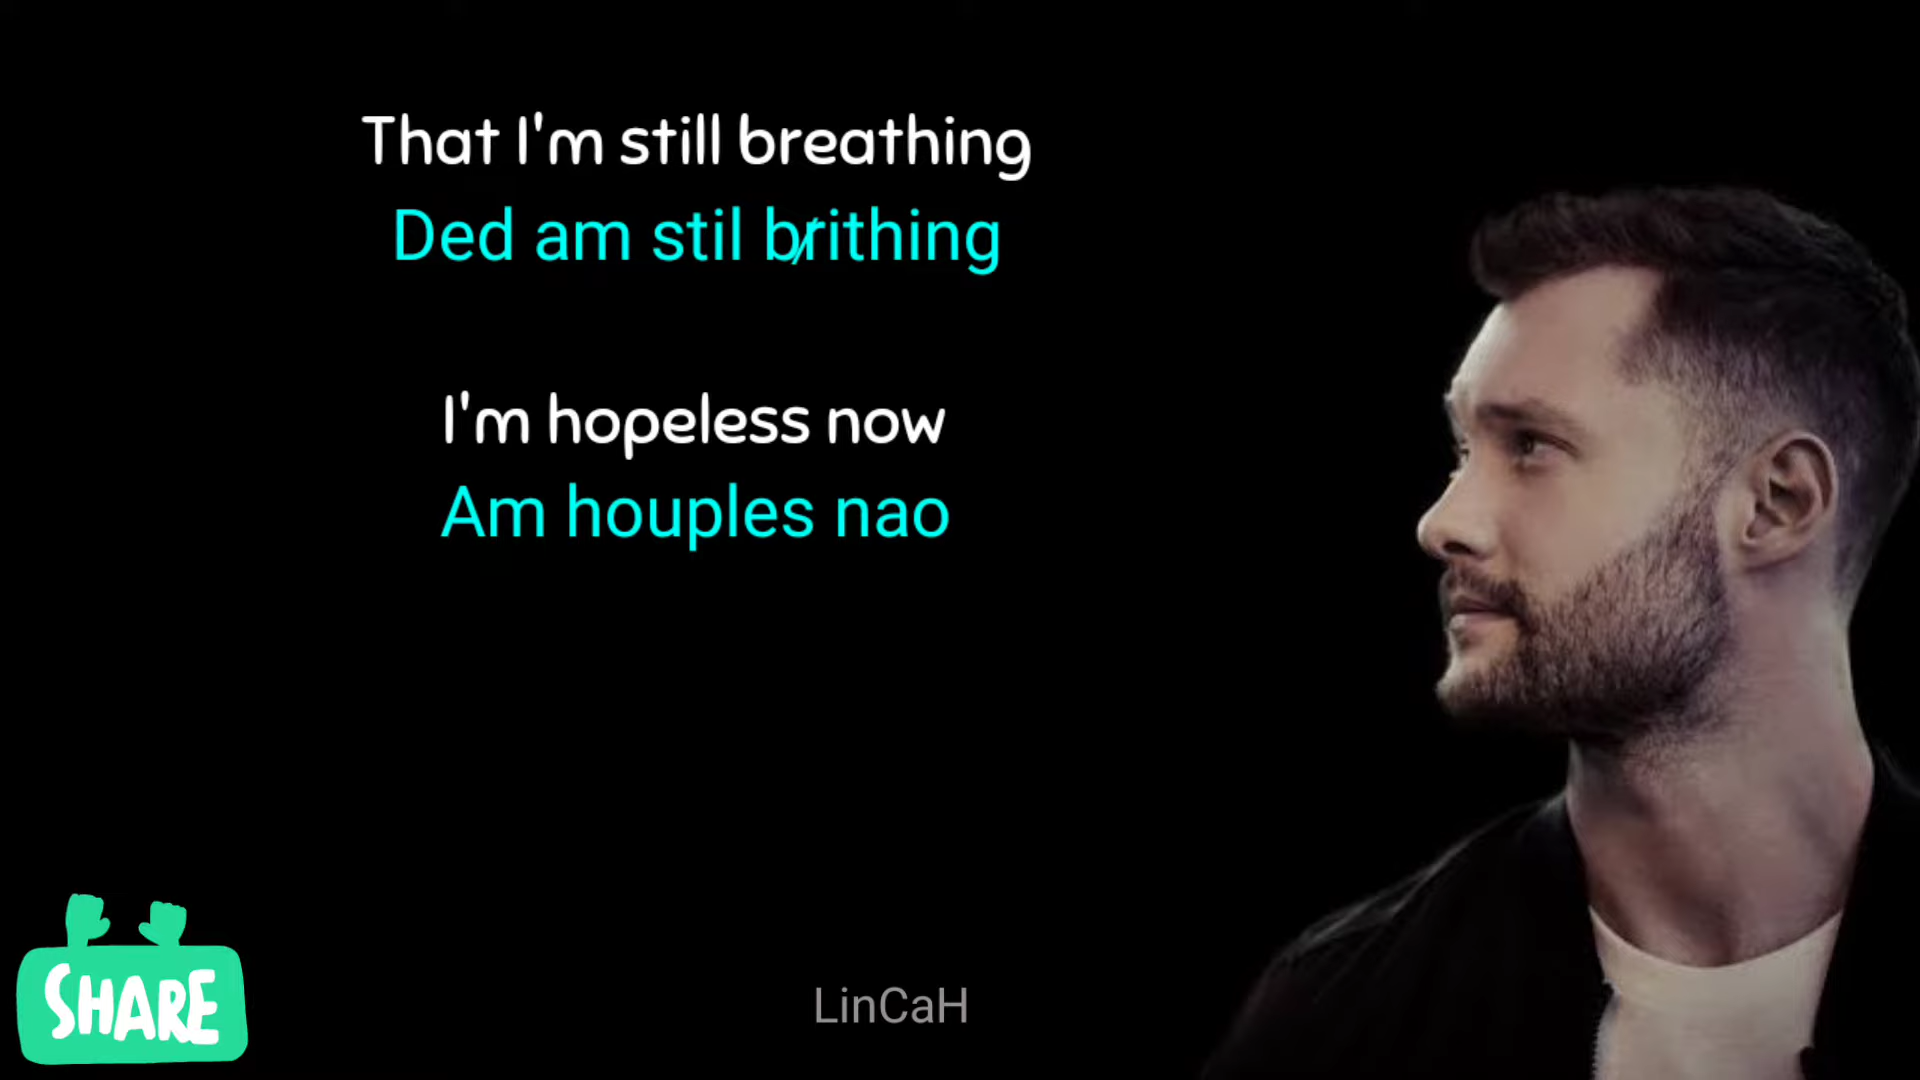 That I'm still breathing
Ded am stil brithing
I'm hopeless now
Am houples nao
SHARE
LinCaH